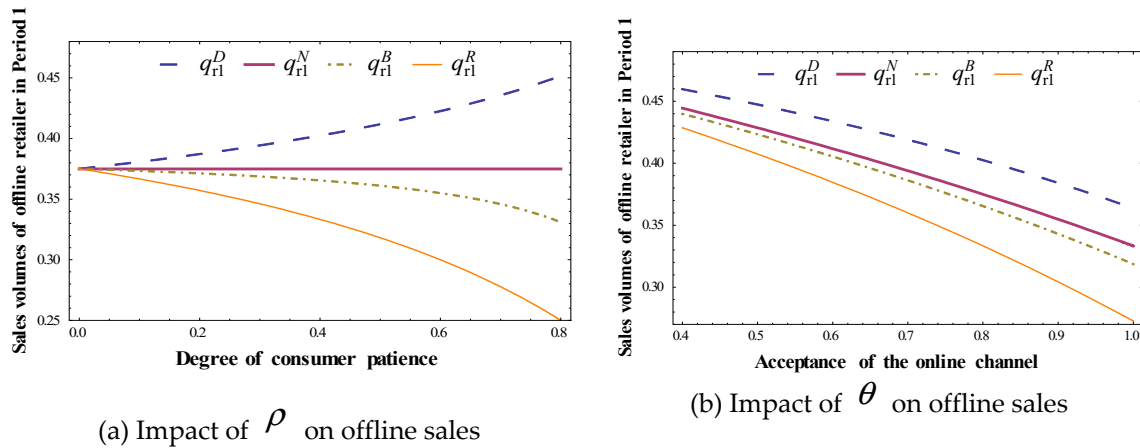 Sales volumes of offline retailer in Period 1
q_{r1}^{D} q_{r1}^{N} q_{r1}^{B} q_{r1}^{R}
0.45
0.40
0.35
0.30
0.25
0.0 0.2 0.4 0.6 0.8
Degree of consumer patience
(a) Impact of ρ on offline sales
Sales volumes of offline retailer in Period 1
q_{r1}^{D} q_{r1}^{N} q_{r1}^{B} q_{r1}^{R}
0.45
0.40
0.35
0.30
0.4 0.5 0.6 0.7 0.8 0.9 1.0
Acceptance of the online channel
(b) Impact of θ on offline sales